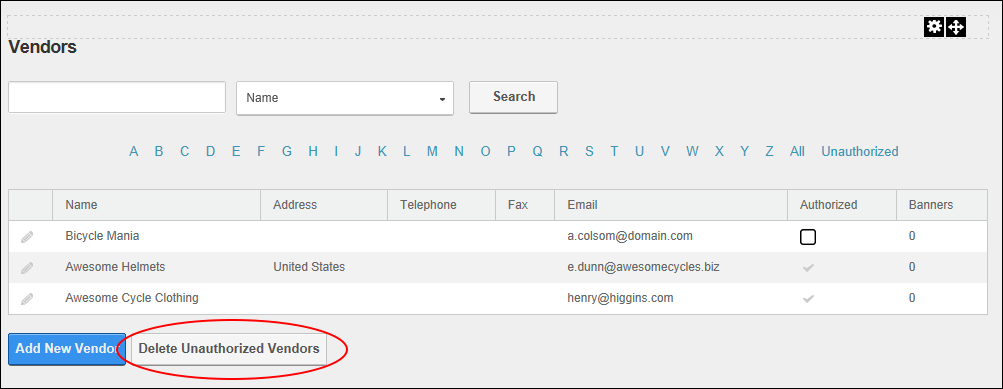 Vendors
Name Search
A B C D E F G H I J K L M N O P Q R S T U V W X Y Z All Unauthorized
Name Address Telephone Fax Email Authorized Banners
Bicycle Mania a.colsom@domain.com 0
Awesome Helmets United States e.dunn@awesomecycles.biz 0
Awesome Cycle Clothing henry@higgins.com 0
Add New Vendor Delete Unauthorized Vendors